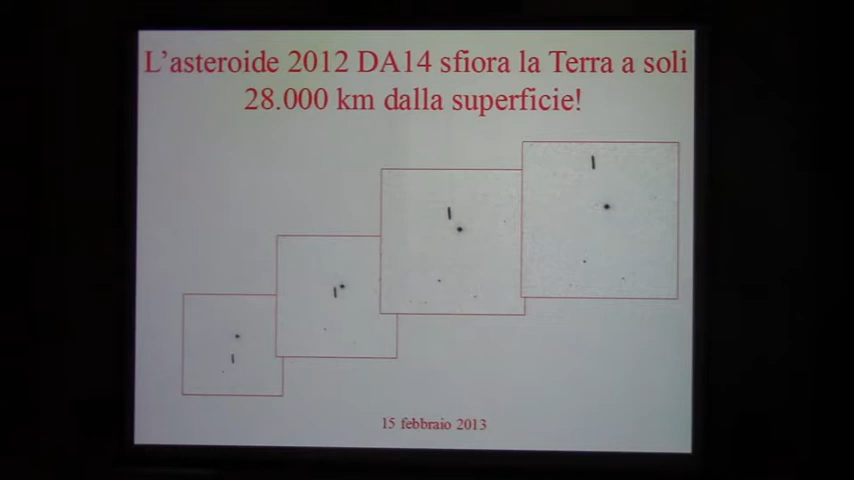 L'asteroide 2012 DA14 sfiora la Terra a soli
28.000 km dalla superficie!
15 febbraio 2013